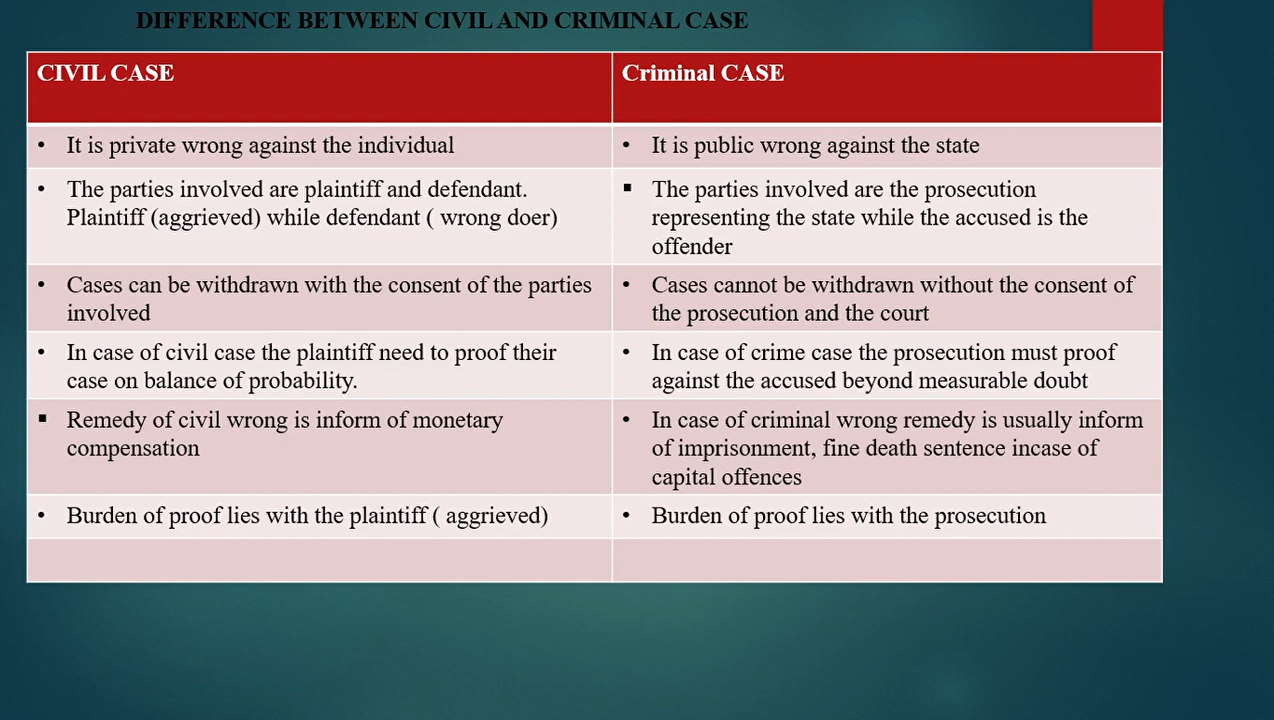 DIFFERENCE BETWEEN CIVIL AND CRIMINAL CASE
CIVIL CASE
Criminal CASE
• It is private wrong against the individual
• It is public wrong against the state
• The parties involved are plaintiff and defendant.
Plaintiff (aggrieved) while defendant ( wrong doer)
▪ The parties involved are the prosecution
representing the state while the accused is the
offender
• Cases can be withdrawn with the consent of the parties
involved
• Cases cannot be withdrawn without the consent of
the prosecution and the court
• In case of civil case the plaintiff need to proof their
case on balance of probability.
• In case of crime case the prosecution must proof
against the accused beyond measurable doubt
▪ Remedy of civil wrong is inform of monetary
compensation
• In case of criminal wrong remedy is usually inform
of imprisonment, fine death sentence incase of
capital offences
• Burden of proof lies with the plaintiff ( aggrieved)
• Burden of proof lies with the prosecution